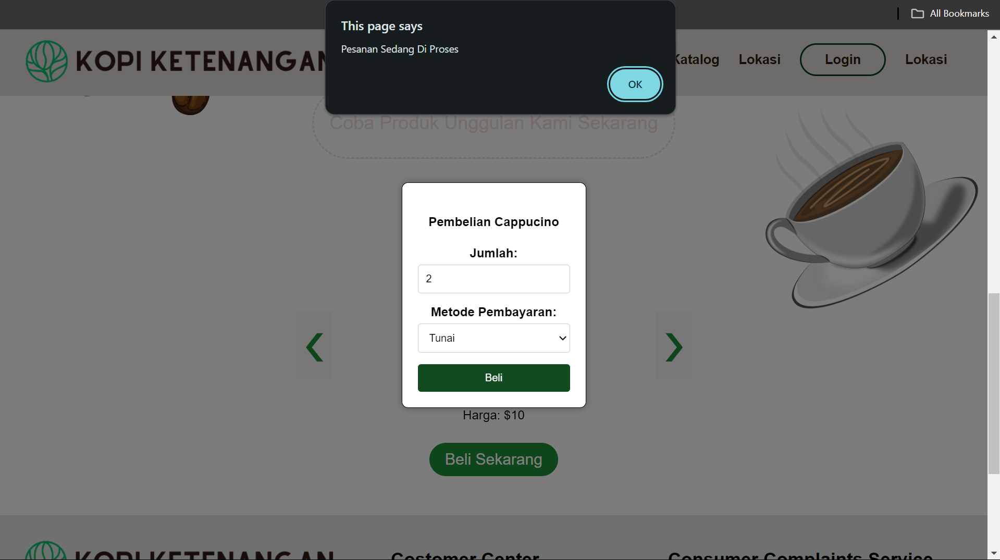 All Bookmarks
This page says
Pesanan Sedang Di Proses
OK
KOPI KETENANGAN
Katalog
Lokasi
Login
Lokasi
Coba Produk Unggulan Kami Sekarang
Pembelian Cappucino
Jumlah:
2
Metode Pembayaran:
Tunai
Beli
Harga: $10
Beli Sekarang
KOPI KETENANGAN
Costomer Center
Consumer Complaints Service